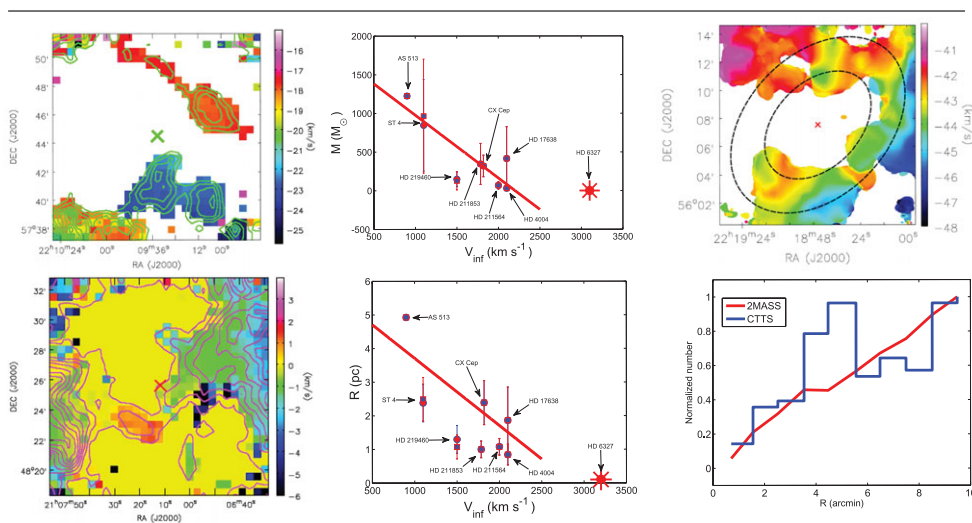 50'
48'
46'
44'
42'
40'
57°38'
DEC (J2000)
22ʰ10ᵐ24ˢ 00ˢ 09ᵐ36ˢ 12ˢ 00ˢ
RA (J2000)
-16
-17
-18
-19
-20
-21
-22
-23
-24
-25
(km/s)
2000
1500
1000
500
0
-500
M (M☉)
AS 513
ST 4
CX Cep
HD 17638
HD 219460
HD 6327
HD 211853
HD 211564
HD 4004
500 1000 1500 2000 2500 3000 3500
V_inf (km s⁻¹)
14'
12'
10'
08'
06'
04'
56°02'
DEC (J2000)
22ʰ19ᵐ24ˢ 00ˢ 18ᵐ48ˢ 24ˢ 00ˢ
RA (J2000)
-41
-42
-43
-44
-45
-46
-47
-48
(km/s)
32'
30'
28'
26'
24'
22'
48°20'
DEC (J2000)
21ʰ07ᵐ20ˢ 00ˢ 06ᵐ40ˢ
RA (J2000)
3
2
1
0
-1
-2
-3
-4
-5
-6
(km/s)
6
5
4
3
2
1
0
R (pc)
AS 513
CX Cep
ST 4
HD 17638
HD 219460
HD 6327
HD 211853
HD 211564
HD 4004
500 1000 1500 2000 2500 3000 3500
V_inf (km s⁻¹)
1
0.8
0.6
0.4
0.2
0
Normalized number
2MASS
CTTS
0 2 4 6 8 10
R (arcmin)